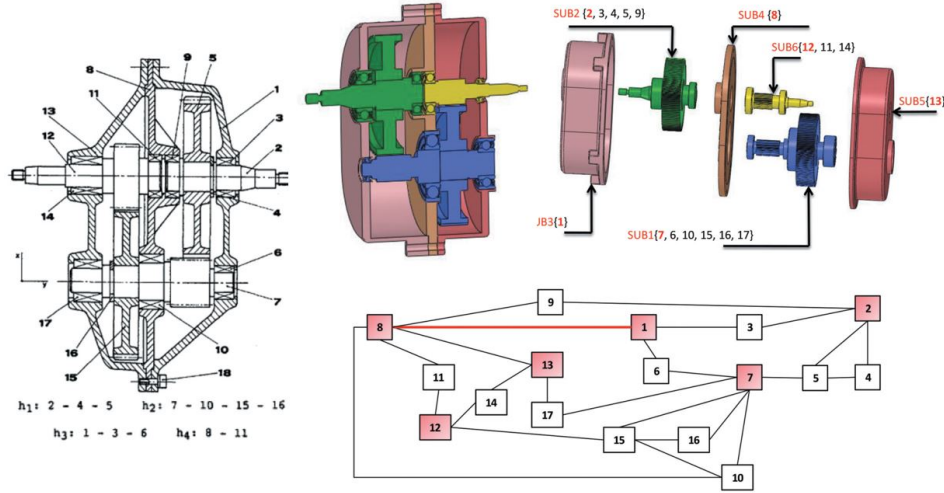 9 5
8
11 1
13 3
12 2
14 4
x
y
6
7
17
16 10
15 18
h₁: 2 - 4 - 5 h₂: 7 - 10 - 15 - 16
h₃: 1 - 3 - 6 h₄: 8 - 11
SUB2 {2, 3, 4, 5, 9)
SUB4 {8}
SUB6{12, 11, 14)
SUB5{13}
JB3{1}
SUB1{7, 6, 10, 15, 16, 17}
9 2
8 1 3
11 13 6 7 5 4
14
12 17
15 16
10